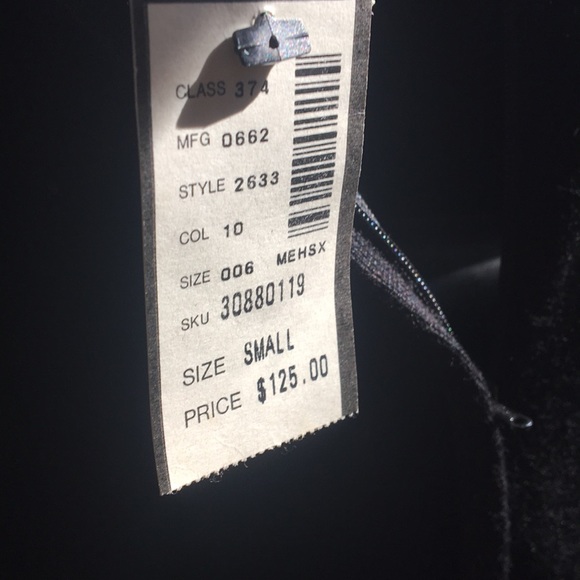 CLASS 374
MFG 0662
STYLE 2633
COL 10
SIZE 006 MEHSX
SKU 30880119
SIZE SMALL
PRICE $125.00